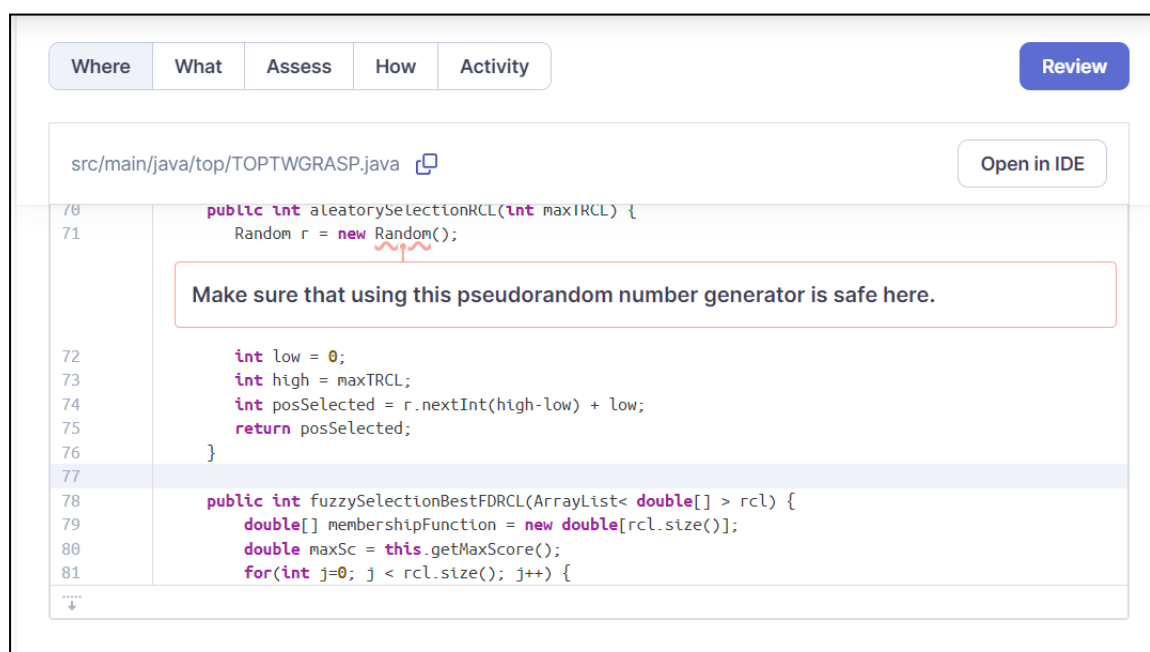 Where What Assess How Activity Review
src/main/java/top/TOPTWGRASP.java Open in IDE
70 public int aleatorySelectionRCL(int maxTRCL) {
71 Random r = new Random();
Make sure that using this pseudorandom number generator is safe here.
72 int low = 0;
73 int high = maxTRCL;
74 int posSelected = r.nextInt(high-low) + low;
75 return posSelected;
76 }
77
78 public int fuzzySelectionBestFDRCL(ArrayList< double[] > rcl) {
79 double[] membershipFunction = new double[rcl.size()];
80 double maxSc = this.getMaxScore();
81 for(int j=0; j < rcl.size(); j++) {